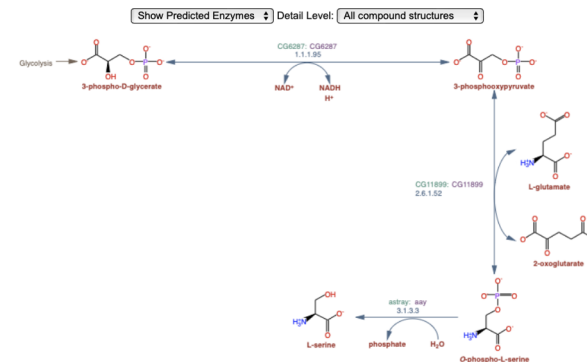 Show Predicted Enzymes Detail Level: All compound structures
CG6287: CG6287
1.1.1.95
Glycolysis
3-phospho-D-glycerate
NAD⁺
NADH
H⁺
3-phosphooxypyruvate
L-glutamate
CG11899: CG11899
2.6.1.52
2-oxoglutarate
astray: aay
3.1.3.3
L-serine
phosphate
H₂O
O-phospho-L-serine